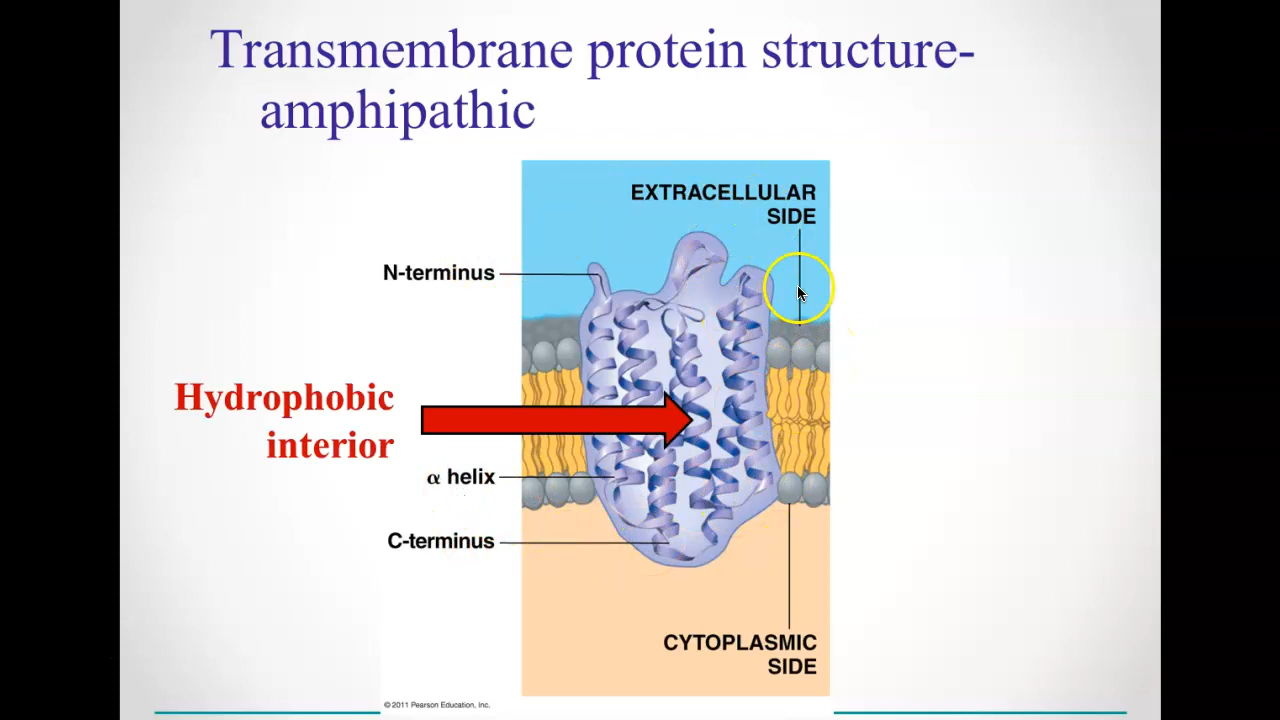 Transmembrane protein structure-
amphipathic
EXTRACELLULAR
SIDE
N-terminus
Hydrophobic
interior
α helix
C-terminus
CYTOPLASMIC
SIDE
© 2011 Pearson Education, Inc.